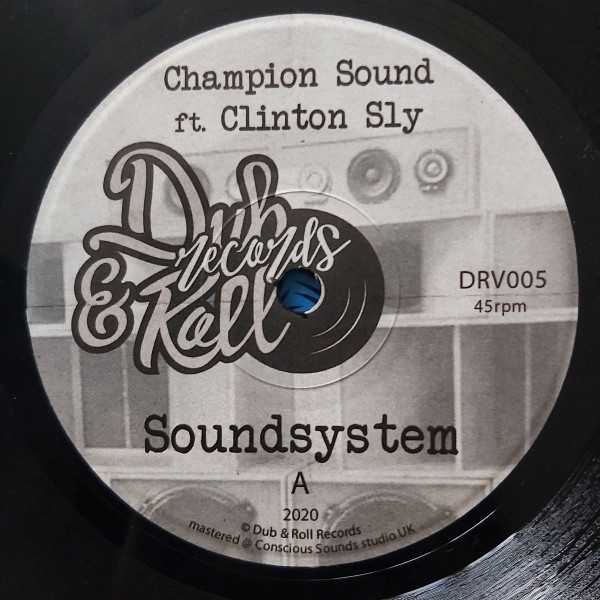 Champion Sound
ft. Clinton Sly
Dub
records
& Roll
DRV005
45rpm
Soundsystem
A
2020
© Dub & Roll Records
mastered @ Conscious Sounds studio UK